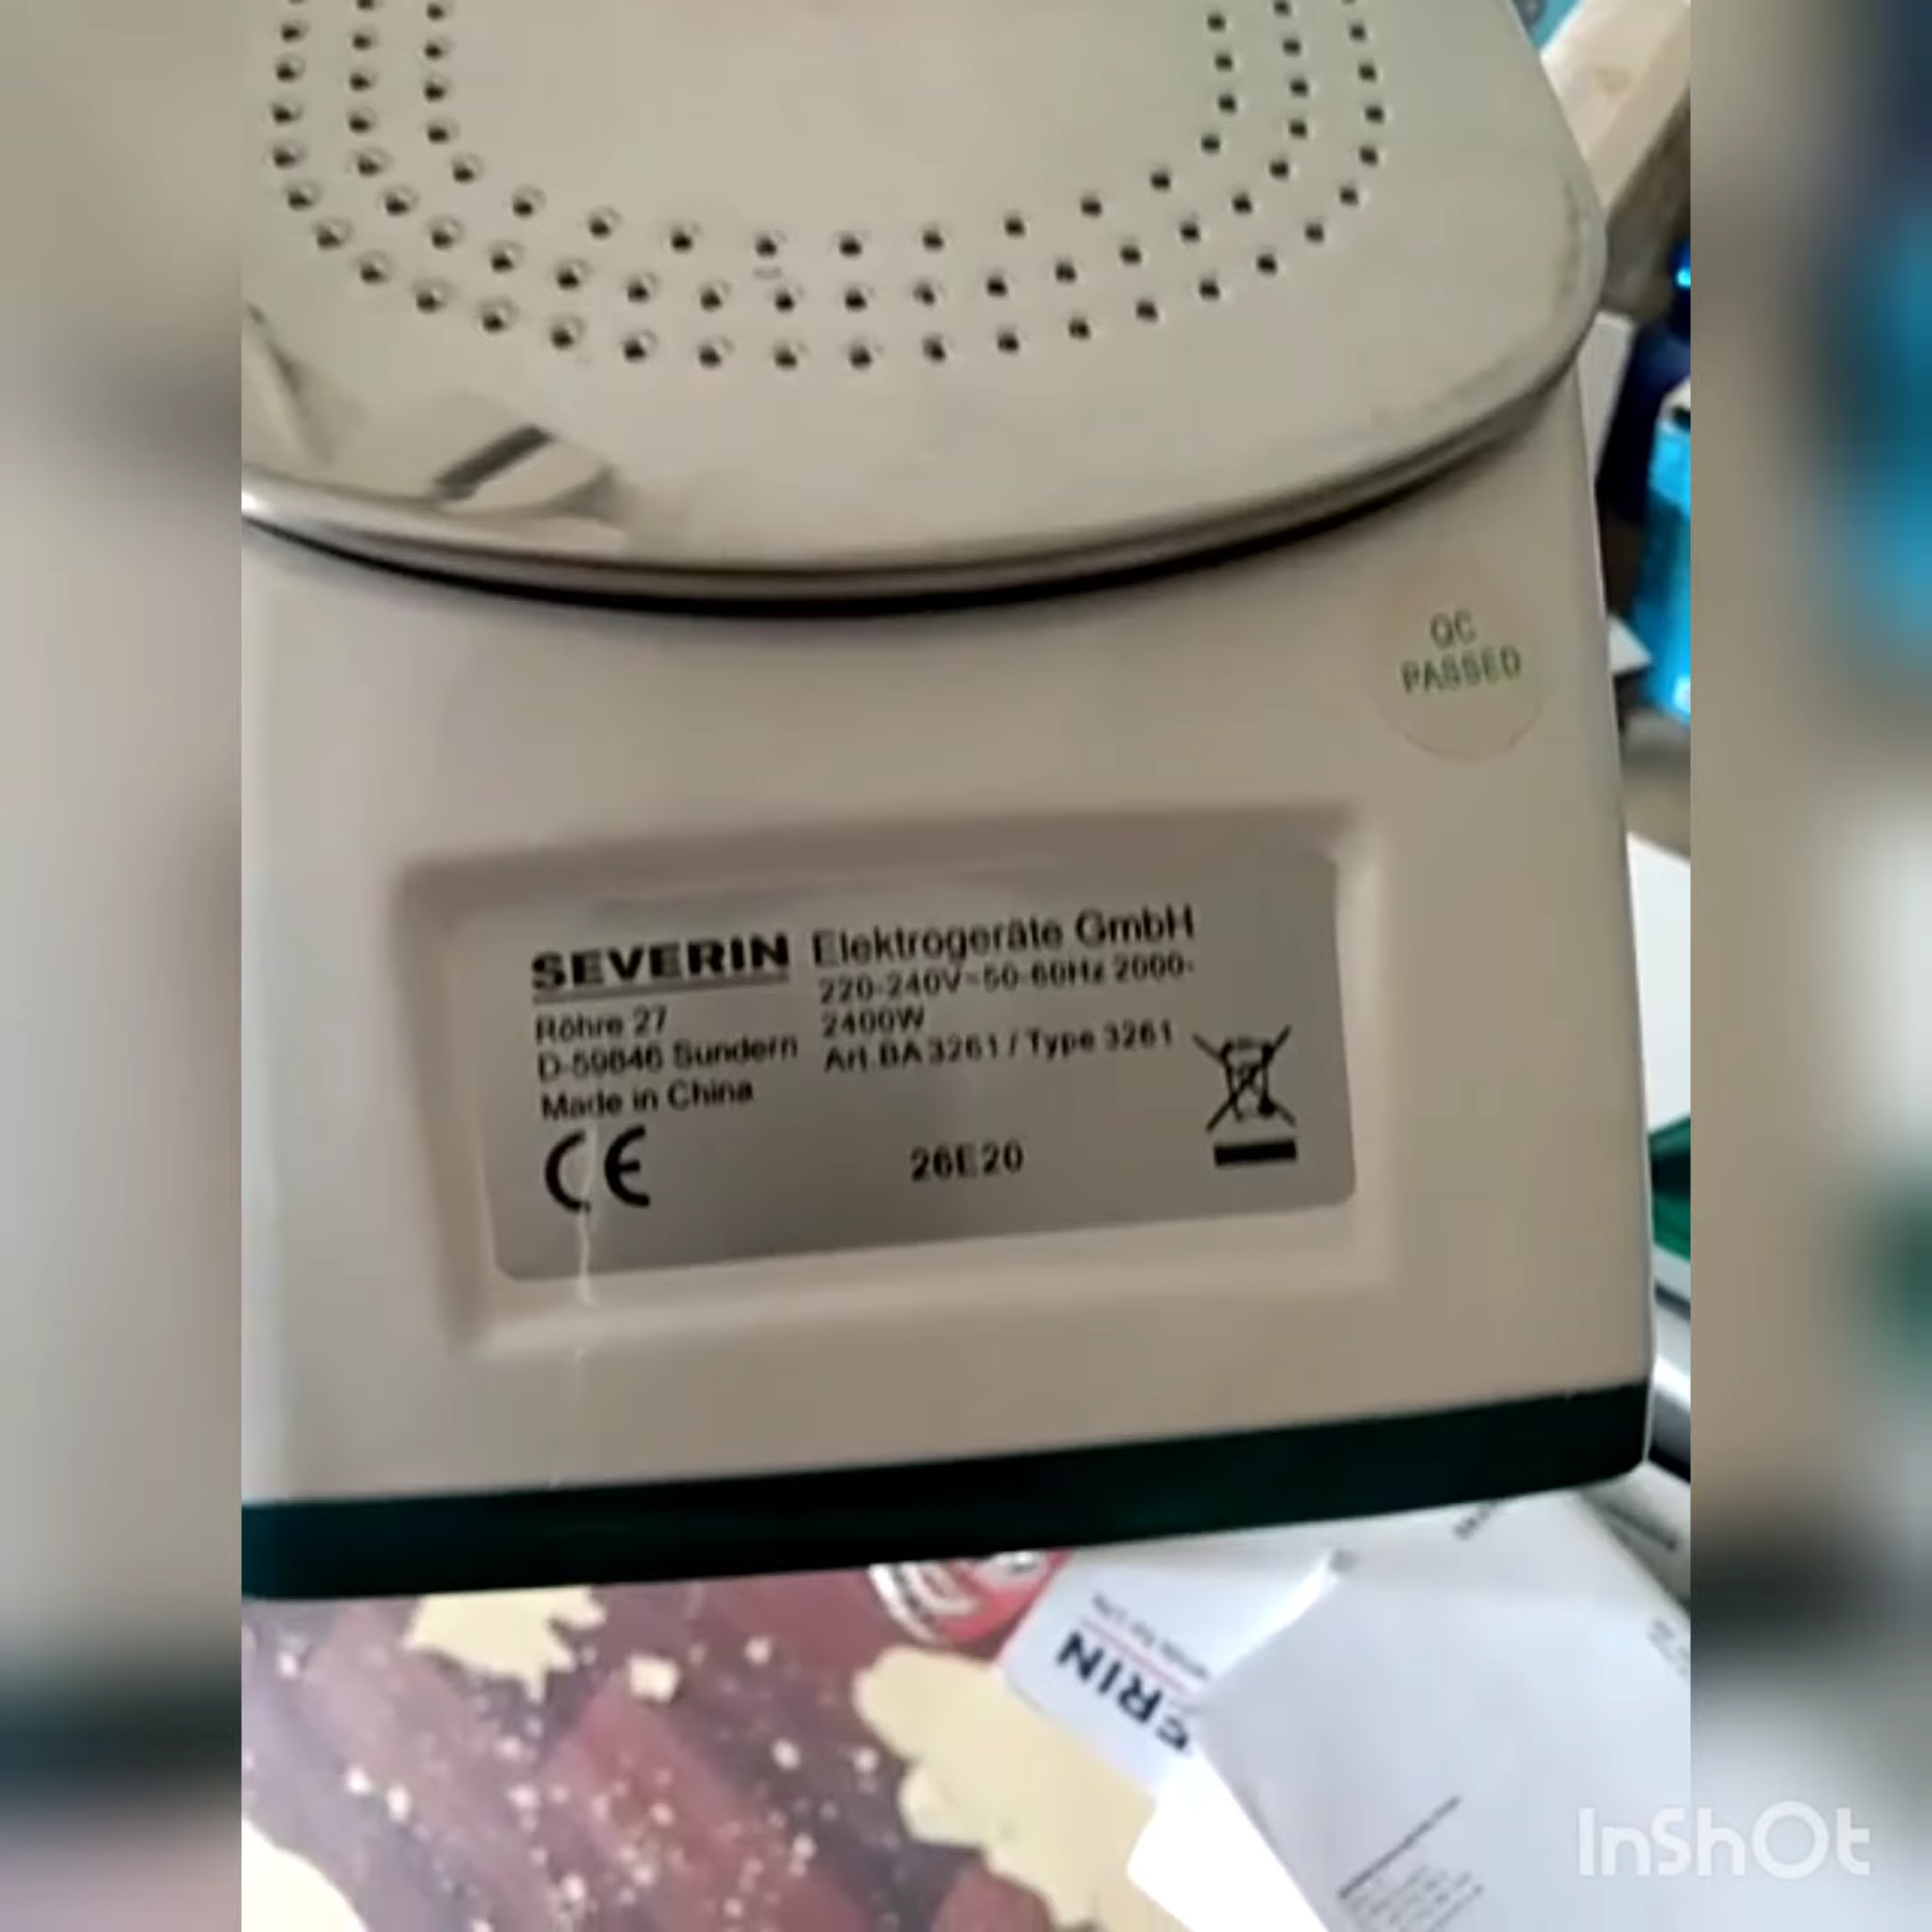 QC
PASSED
SEVERIN Elektrogeräte GmbH
220-240V~50-60Hz 2000-
2400W
Art.BA 3261 / Type 3261
Röhre 27
D-59846 Sundern
Made in China
CE
26E20
ERIN
InShOt